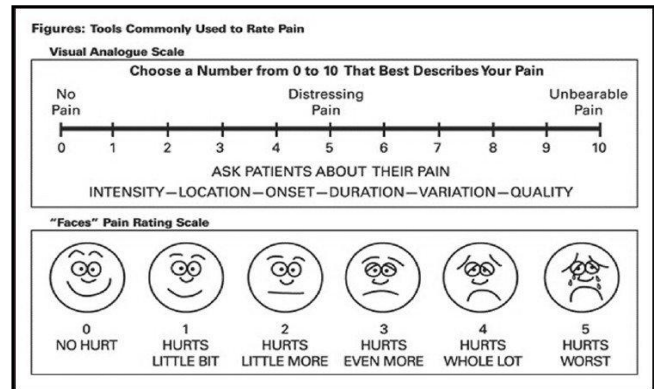 Figures: Tools Commonly Used to Rate Pain
Visual Analogue Scale
Choose a Number from 0 to 10 That Best Describes Your Pain
No Pain
Distressing Pain
Unbearable Pain
0 1 2 3 4 5 6 7 8 9 10
ASK PATIENTS ABOUT THEIR PAIN
INTENSITY—LOCATION—ONSET—DURATION—VARIATION—QUALITY
"Faces" Pain Rating Scale
0
NO HURT
1
HURTS
LITTLE BIT
2
HURTS
LITTLE MORE
3
HURTS
EVEN MORE
4
HURTS
WHOLE LOT
5
HURTS
WORST